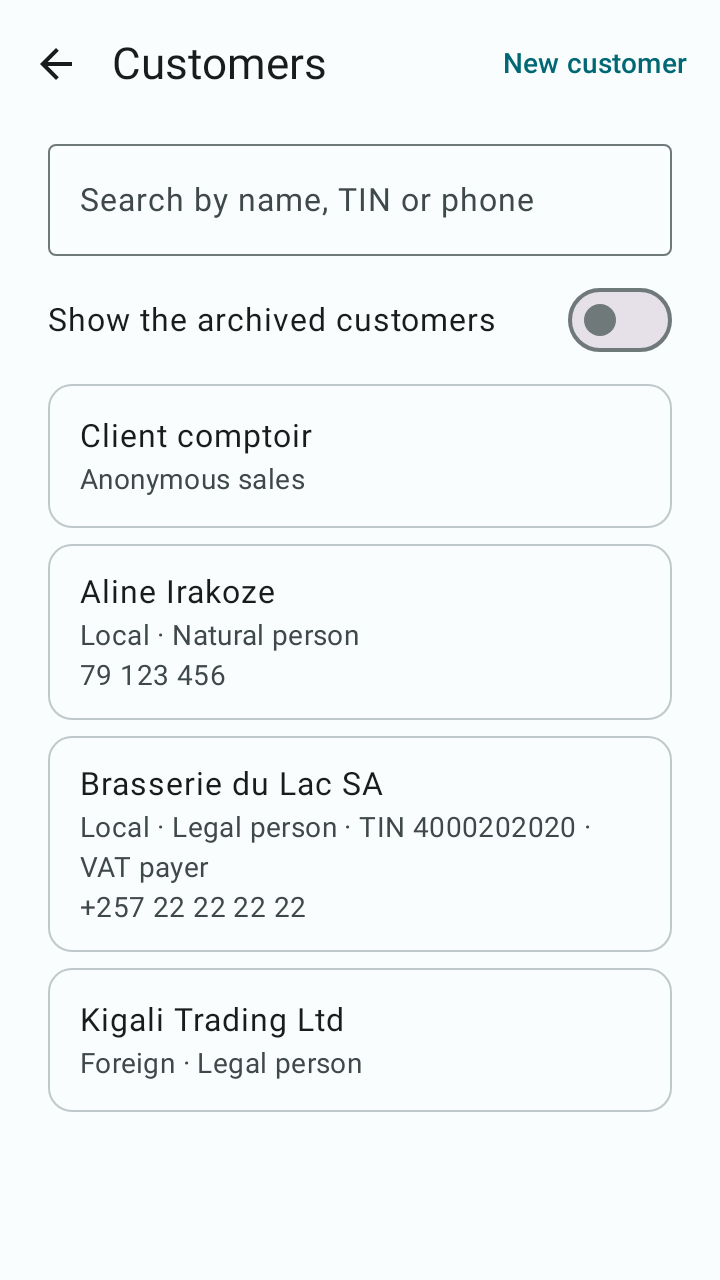 Customers
New customer
Search by name, TIN or phone
Show the archived customers
Client comptoir
Anonymous sales
Aline Irakoze
Local · Natural person
79 123 456
Brasserie du Lac SA
Local · Legal person · TIN 4000202020 ·
VAT payer
+257 22 22 22 22
Kigali Trading Ltd
Foreign · Legal person